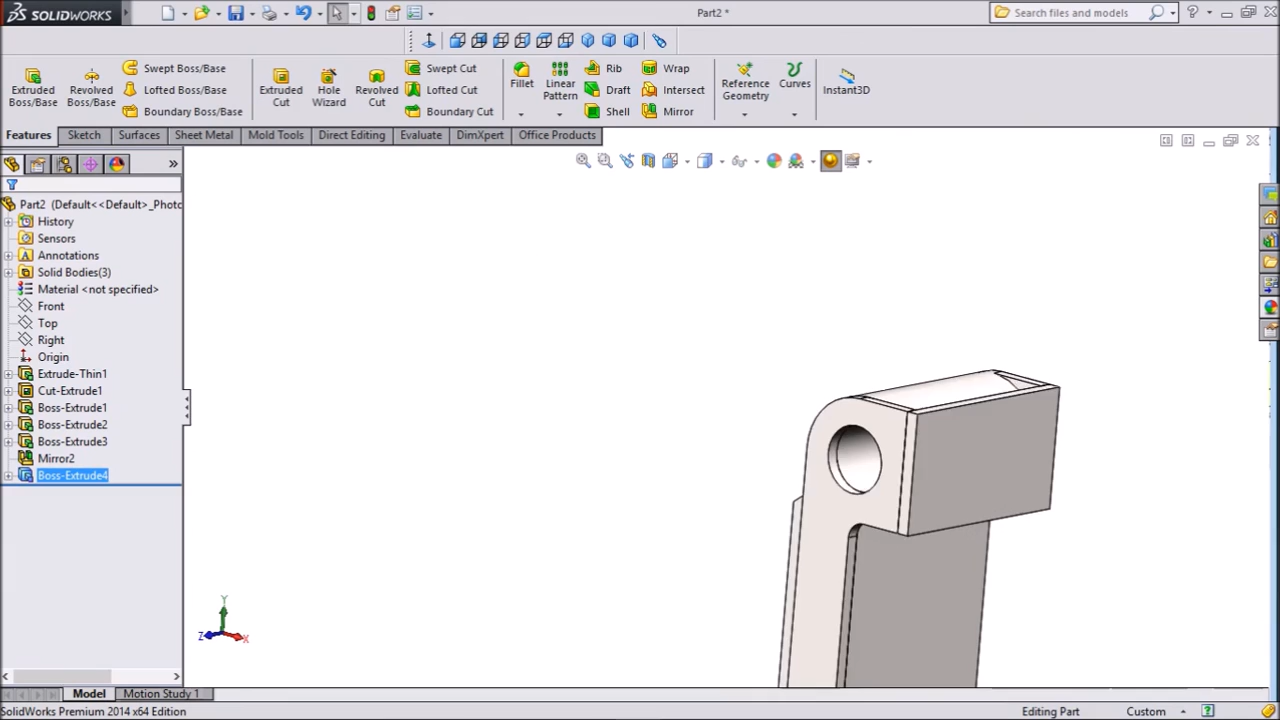 SOLIDWORKS
Part2 *
Search files and models
Extruded Boss/Base
Revolved Boss/Base
Swept Boss/Base
Lofted Boss/Base
Boundary Boss/Base
Extruded Cut
Hole Wizard
Revolved Cut
Swept Cut
Lofted Cut
Boundary Cut
Fillet
Linear Pattern
Rib
Draft
Shell
Wrap
Intersect
Mirror
Reference Geometry
Curves
Instant3D
Features Sketch Surfaces Sheet Metal Mold Tools Direct Editing Evaluate DimXpert Office Products
Part2 (Default<<Default>_Photo
History
Sensors
Annotations
Solid Bodies(3)
Material <not specified>
Front
Top
Right
Origin
Extrude-Thin1
Cut-Extrude1
Boss-Extrude1
Boss-Extrude2
Boss-Extrude3
Mirror2
Boss-Extrude4
Y
Z X
Model Motion Study 1
SolidWorks Premium 2014 x64 Edition Editing Part Custom